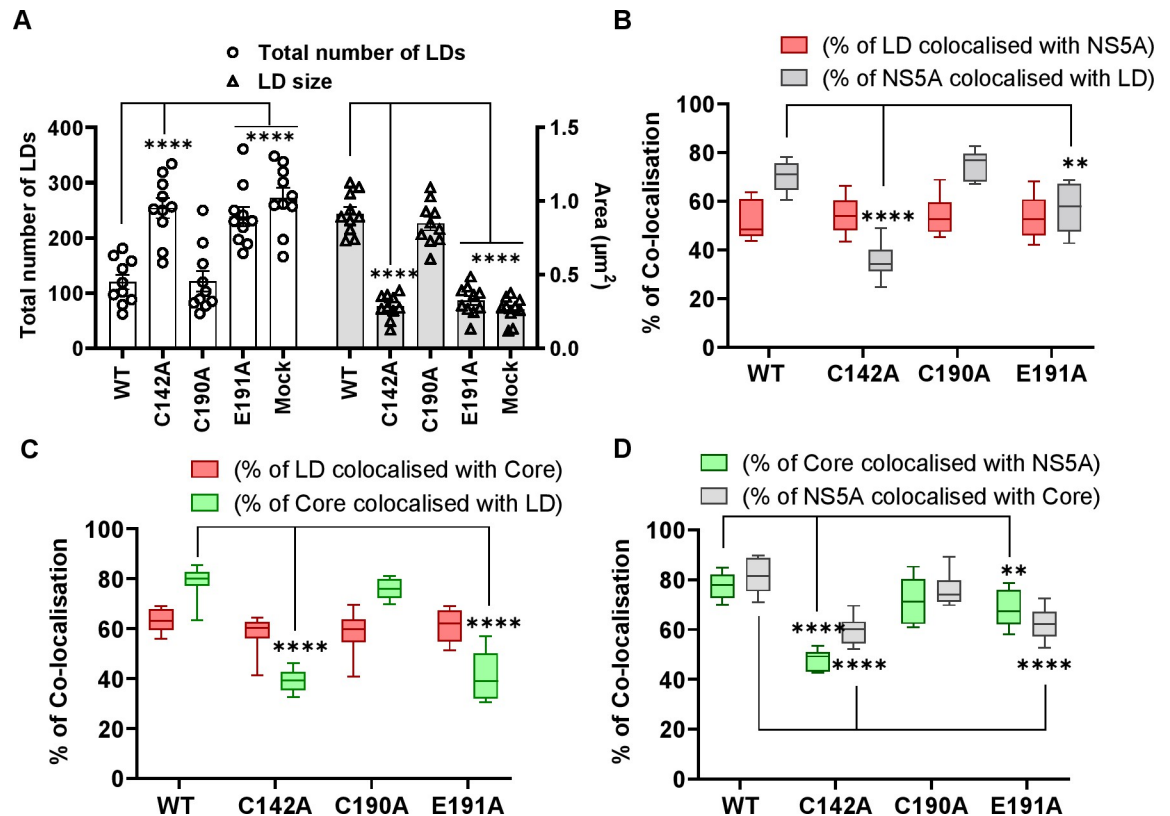 A
Total number of LDs
LD size
Total number of LDs
400
300
200
100
0
****
****
****
****
1.5
1.0
0.5
0.0
Area (µm²)
WT
C142A
C190A
E191A
Mock
WT
C142A
C190A
E191A
Mock
B
(% of LD colocalised with NS5A)
(% of NS5A colocalised with LD)
% of Co-localisation
100
80
60
40
20
0
****
**
WT C142A C190A E191A
C
(% of LD colocalised with Core)
(% of Core colocalised with LD)
% of Co-localisation
100
80
60
40
20
0
****
****
WT C142A C190A E191A
D
(% of Core colocalised with NS5A)
(% of NS5A colocalised with Core)
% of Co-localisation
100
80
60
40
20
0
**
****
****
****
WT C142A C190A E191A